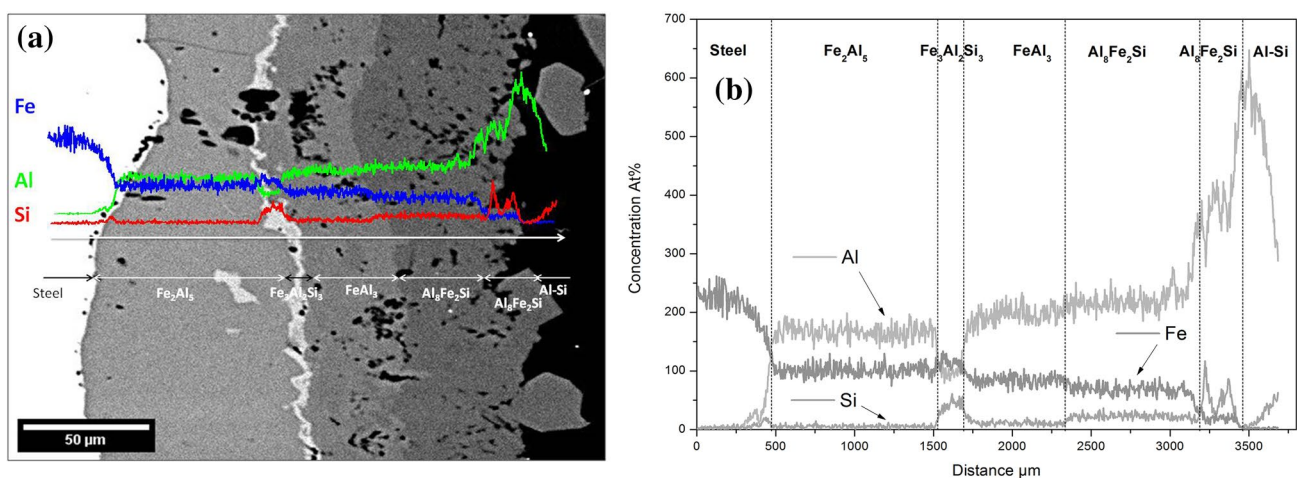 (a)
Fe
Al
Si
Steel
Fe₂Al₅
Fe₃Al₂Si₃
FeAl₃
Al₈Fe₂Si
Al₈Fe₂Si
Al-Si
50 µm
(b)
Steel Fe₂Al₅ Fe₃Al₂Si₃ FeAl₃ Al₈Fe₂Si Al₈Fe₂Si Al-Si
700
600
500
400
300
200
100
0
Concentration At%
Al
Fe
Si
0 500 1000 1500 2000 2500 3000 3500
Distance µm